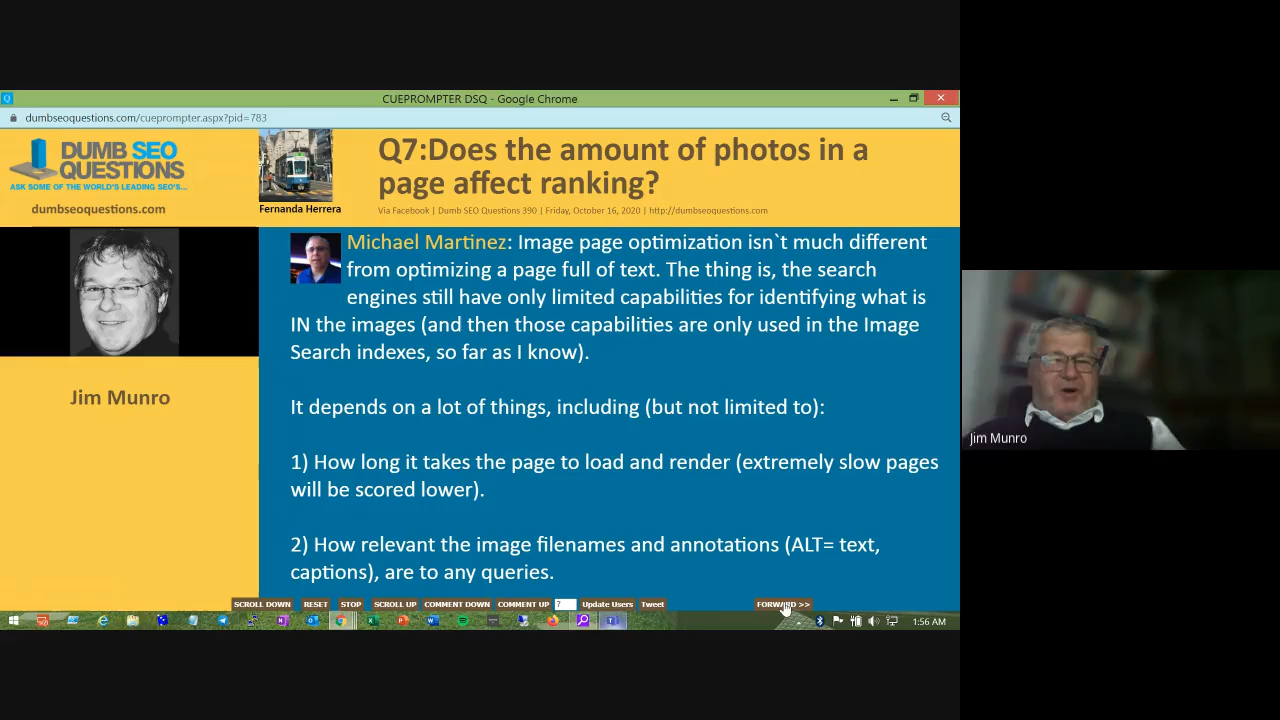 CUEPROMPTER DSQ - Google Chrome
dumbseoquestions.com/cueprompter.aspx?pid=783
DUMB SEO
QUESTIONS
ASK SOME OF THE WORLD'S LEADING SEO'S...
dumbseoquestions.com
Fernanda Herrera
Q7:Does the amount of photos in a
page affect ranking?
Via Facebook | Dumb SEO Questions 390 | Friday, October 16, 2020 | http://dumbseoquestions.com
Jim Munro
Michael Martinez: Image page optimization isn`t much different
from optimizing a page full of text. The thing is, the search
engines still have only limited capabilities for identifying what is
IN the images (and then those capabilities are only used in the Image
Search indexes, so far as I know).
It depends on a lot of things, including (but not limited to):
1) How long it takes the page to load and render (extremely slow pages
will be scored lower).
2) How relevant the image filenames and annotations (ALT= text,
captions), are to any queries.
SCROLL DOWN RESET STOP SCROLL UP COMMENT DOWN COMMENT UP 7 Update Users Tweet FORWARD >>
1:56 AM
Jim Munro